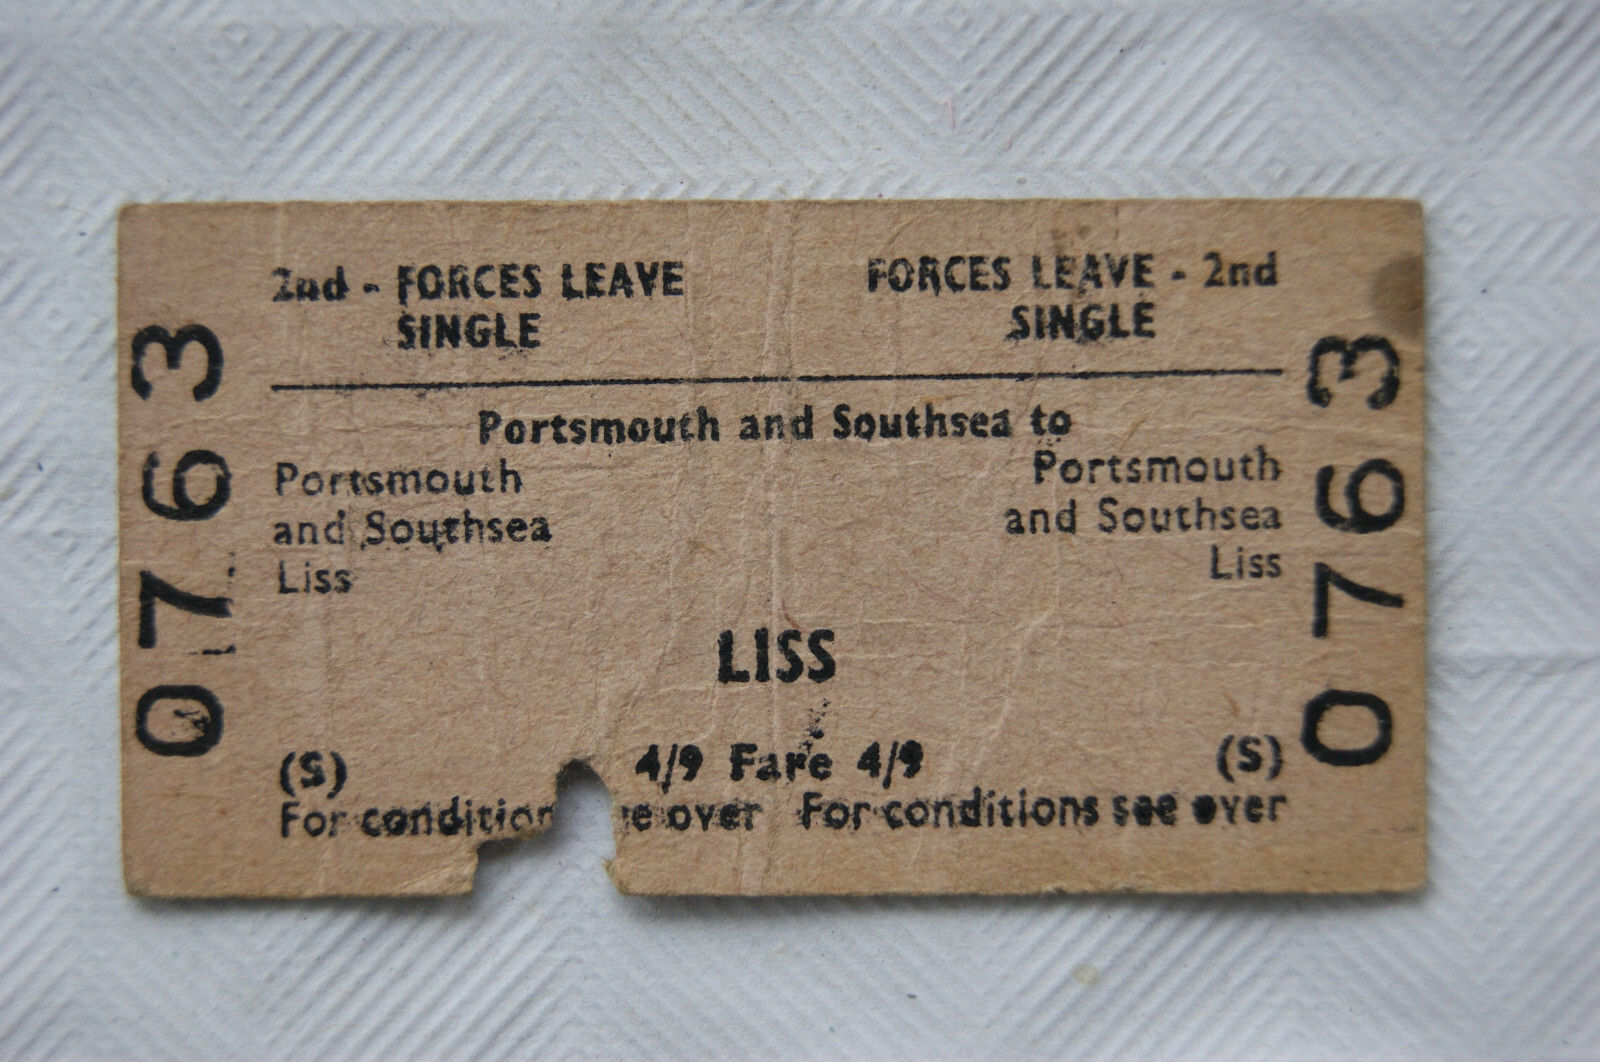 2nd - FORCES LEAVE FORCES LEAVE - 2nd
SINGLE SINGLE
Portsmouth and Southsea to
Portsmouth Portsmouth
and Southsea and Southsea
Liss Liss
LISS
(S) 4/9 Fare 4/9 (S)
For condition e over For conditions see over
0763
0763